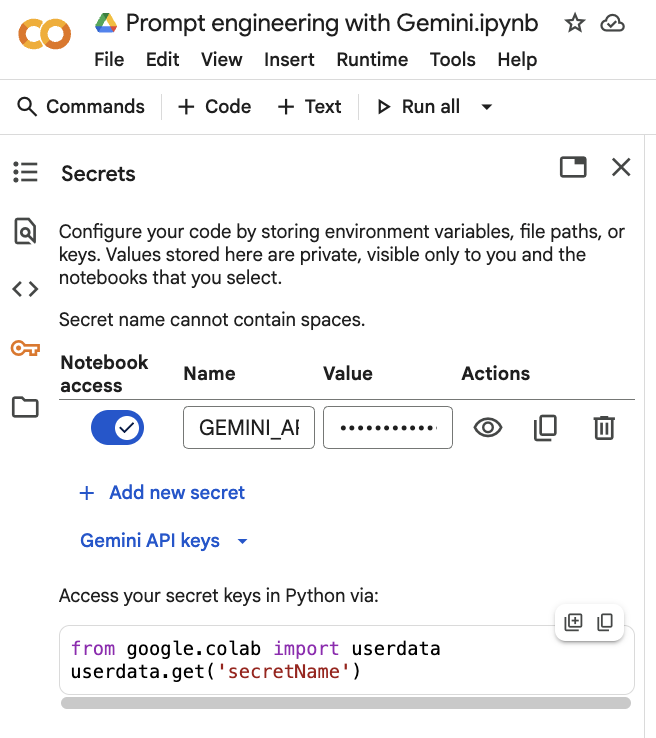 Prompt engineering with Gemini.ipynb
File Edit View Insert Runtime Tools Help
Commands + Code + Text Run all
Secrets
Configure your code by storing environment variables, file paths, or
keys. Values stored here are private, visible only to you and the
notebooks that you select.
Secret name cannot contain spaces.
Notebook
access Name Value Actions
GEMINI_AP ••••••••••••
+ Add new secret
Gemini API keys
Access your secret keys in Python via:
from google.colab import userdata
userdata.get('secretName')